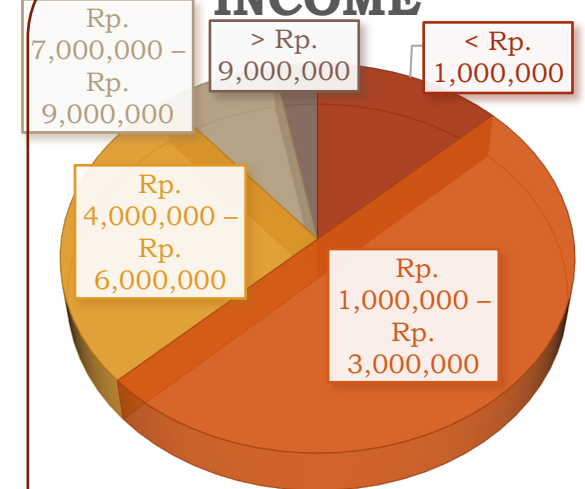 INCOME
Rp.
7,000,000 –
Rp.
9,000,000
> Rp.
9,000,000
< Rp.
1,000,000
Rp.
4,000,000 –
Rp.
6,000,000
Rp.
1,000,000 –
Rp.
3,000,000